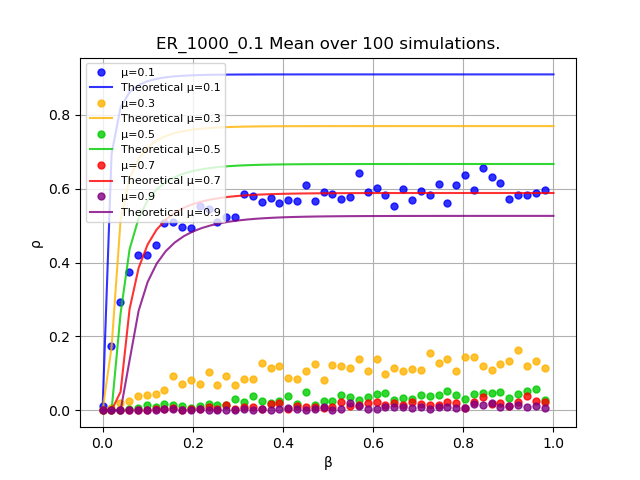 ER_1000_0.1 Mean over 100 simulations.
μ=0.1
Theoretical μ=0.1
μ=0.3
Theoretical μ=0.3
μ=0.5
Theoretical μ=0.5
μ=0.7
Theoretical μ=0.7
μ=0.9
Theoretical μ=0.9
0.8
0.6
0.4
0.2
0.0
ρ
0.0 0.2 0.4 0.6 0.8 1.0
β